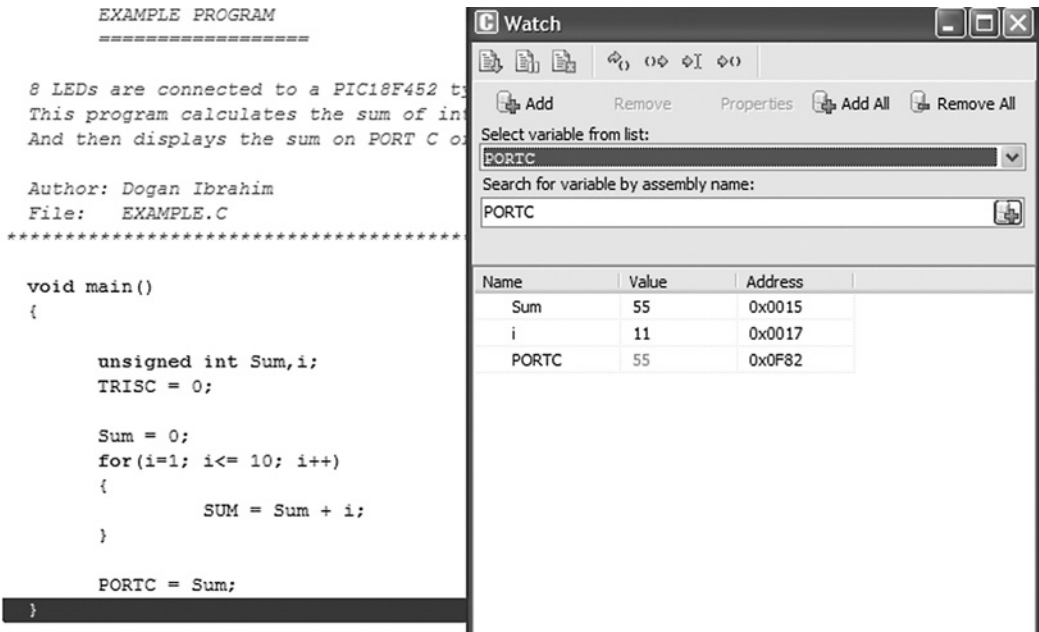 EXAMPLE PROGRAM
===================
8 LEDs are connected to a PIC18F452 ty
This program calculates the sum of int
And then displays the sum on PORT C o
Author: Dogan Ibrahim
File: EXAMPLE.C
****************************************
void main()
{
unsigned int Sum,i;
TRISC = 0;
Sum = 0;
for(i=1; i<= 10; i++)
{
SUM = Sum + i;
}
PORTC = Sum;
}
Watch
Add Remove Properties Add All Remove All
Select variable from list:
PORTC
Search for variable by assembly name:
PORTC
Name Value Address
Sum 55 0x0015
i 11 0x0017
PORTC 55 0x0F82